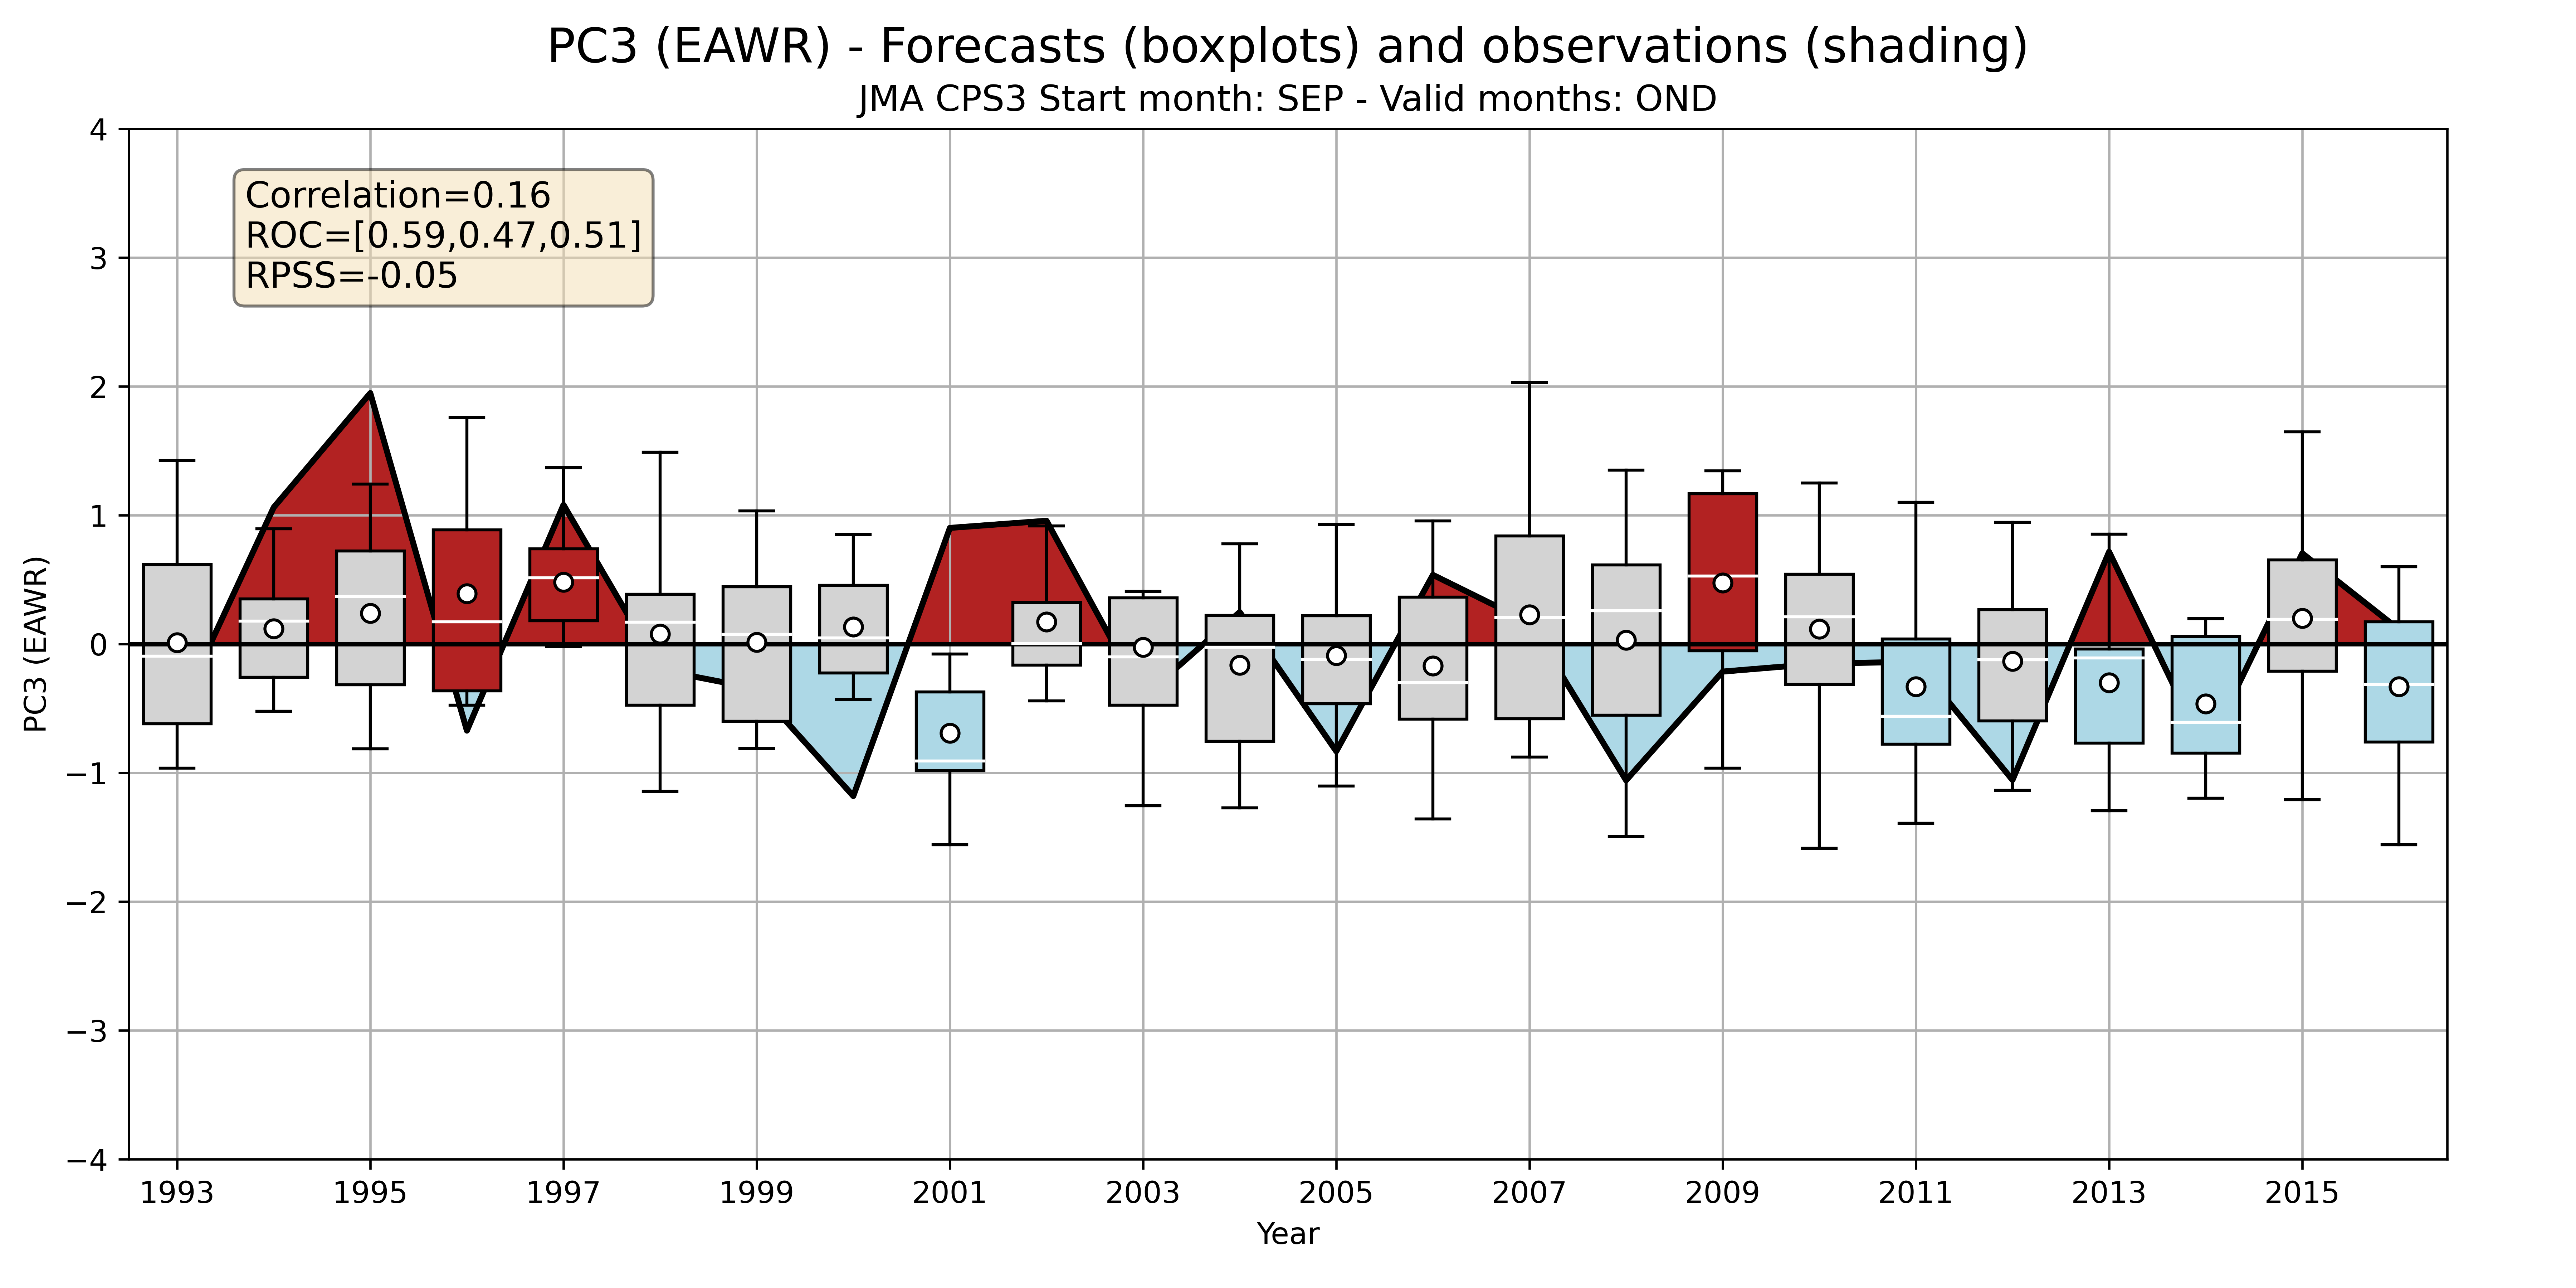 PC3 (EAWR) - Forecasts (boxplots) and observations (shading)
JMA CPS3 Start month: SEP - Valid months: OND
Correlation=0.16
ROC=[0.59,0.47,0.51]
RPSS=-0.05
PC3 (EAWR)
4
3
2
1
0
−1
−2
−3
−4
1993 1995 1997 1999 2001 2003 2005 2007 2009 2011 2013 2015
Year